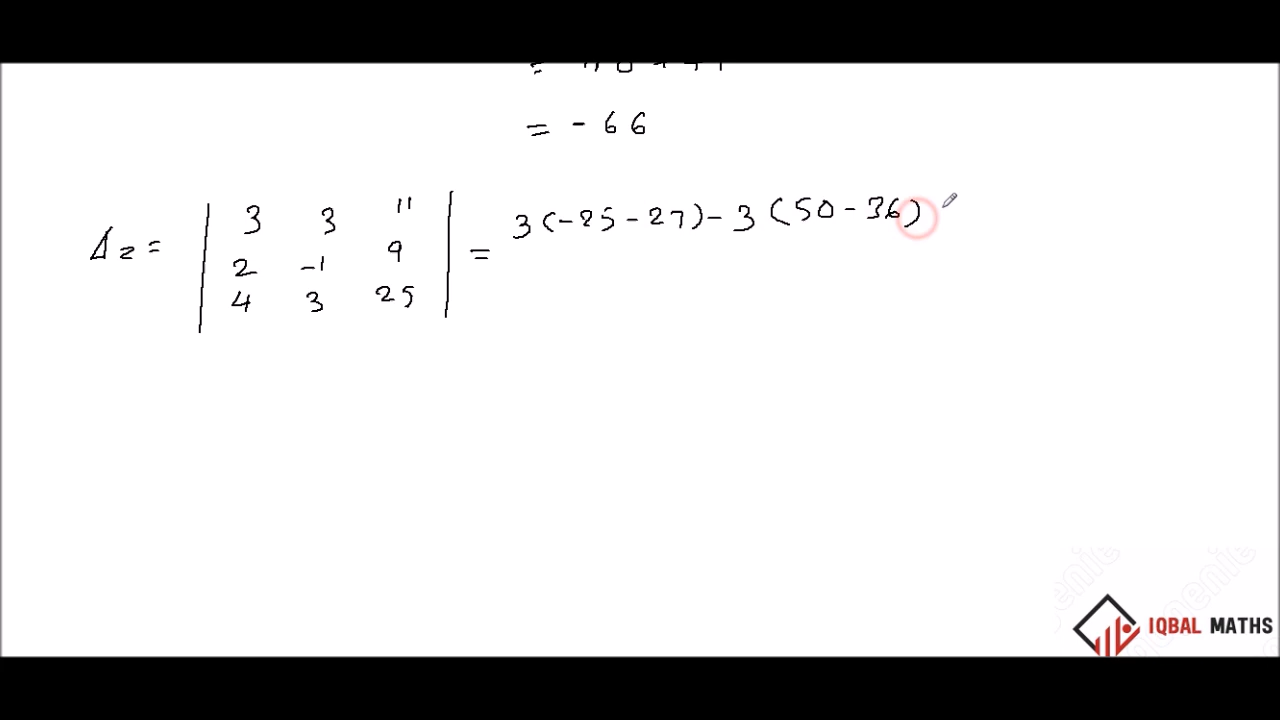 = - 66
Δz = | 3 3 11 | = 3 (-25 - 27) - 3 (50 - 36)
| 2 -1 9 |
| 4 3 25 |
IQBAL MATHS